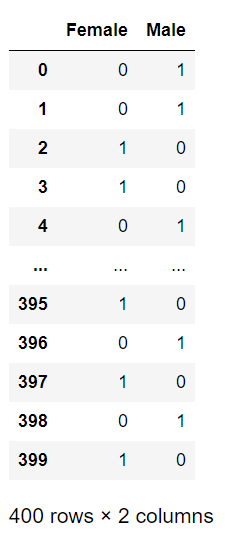 Female Male
0 0 1
1 0 1
2 1 0
3 1 0
4 0 1
... ... ...
395 1 0
396 0 1
397 1 0
398 0 1
399 1 0
400 rows × 2 columns